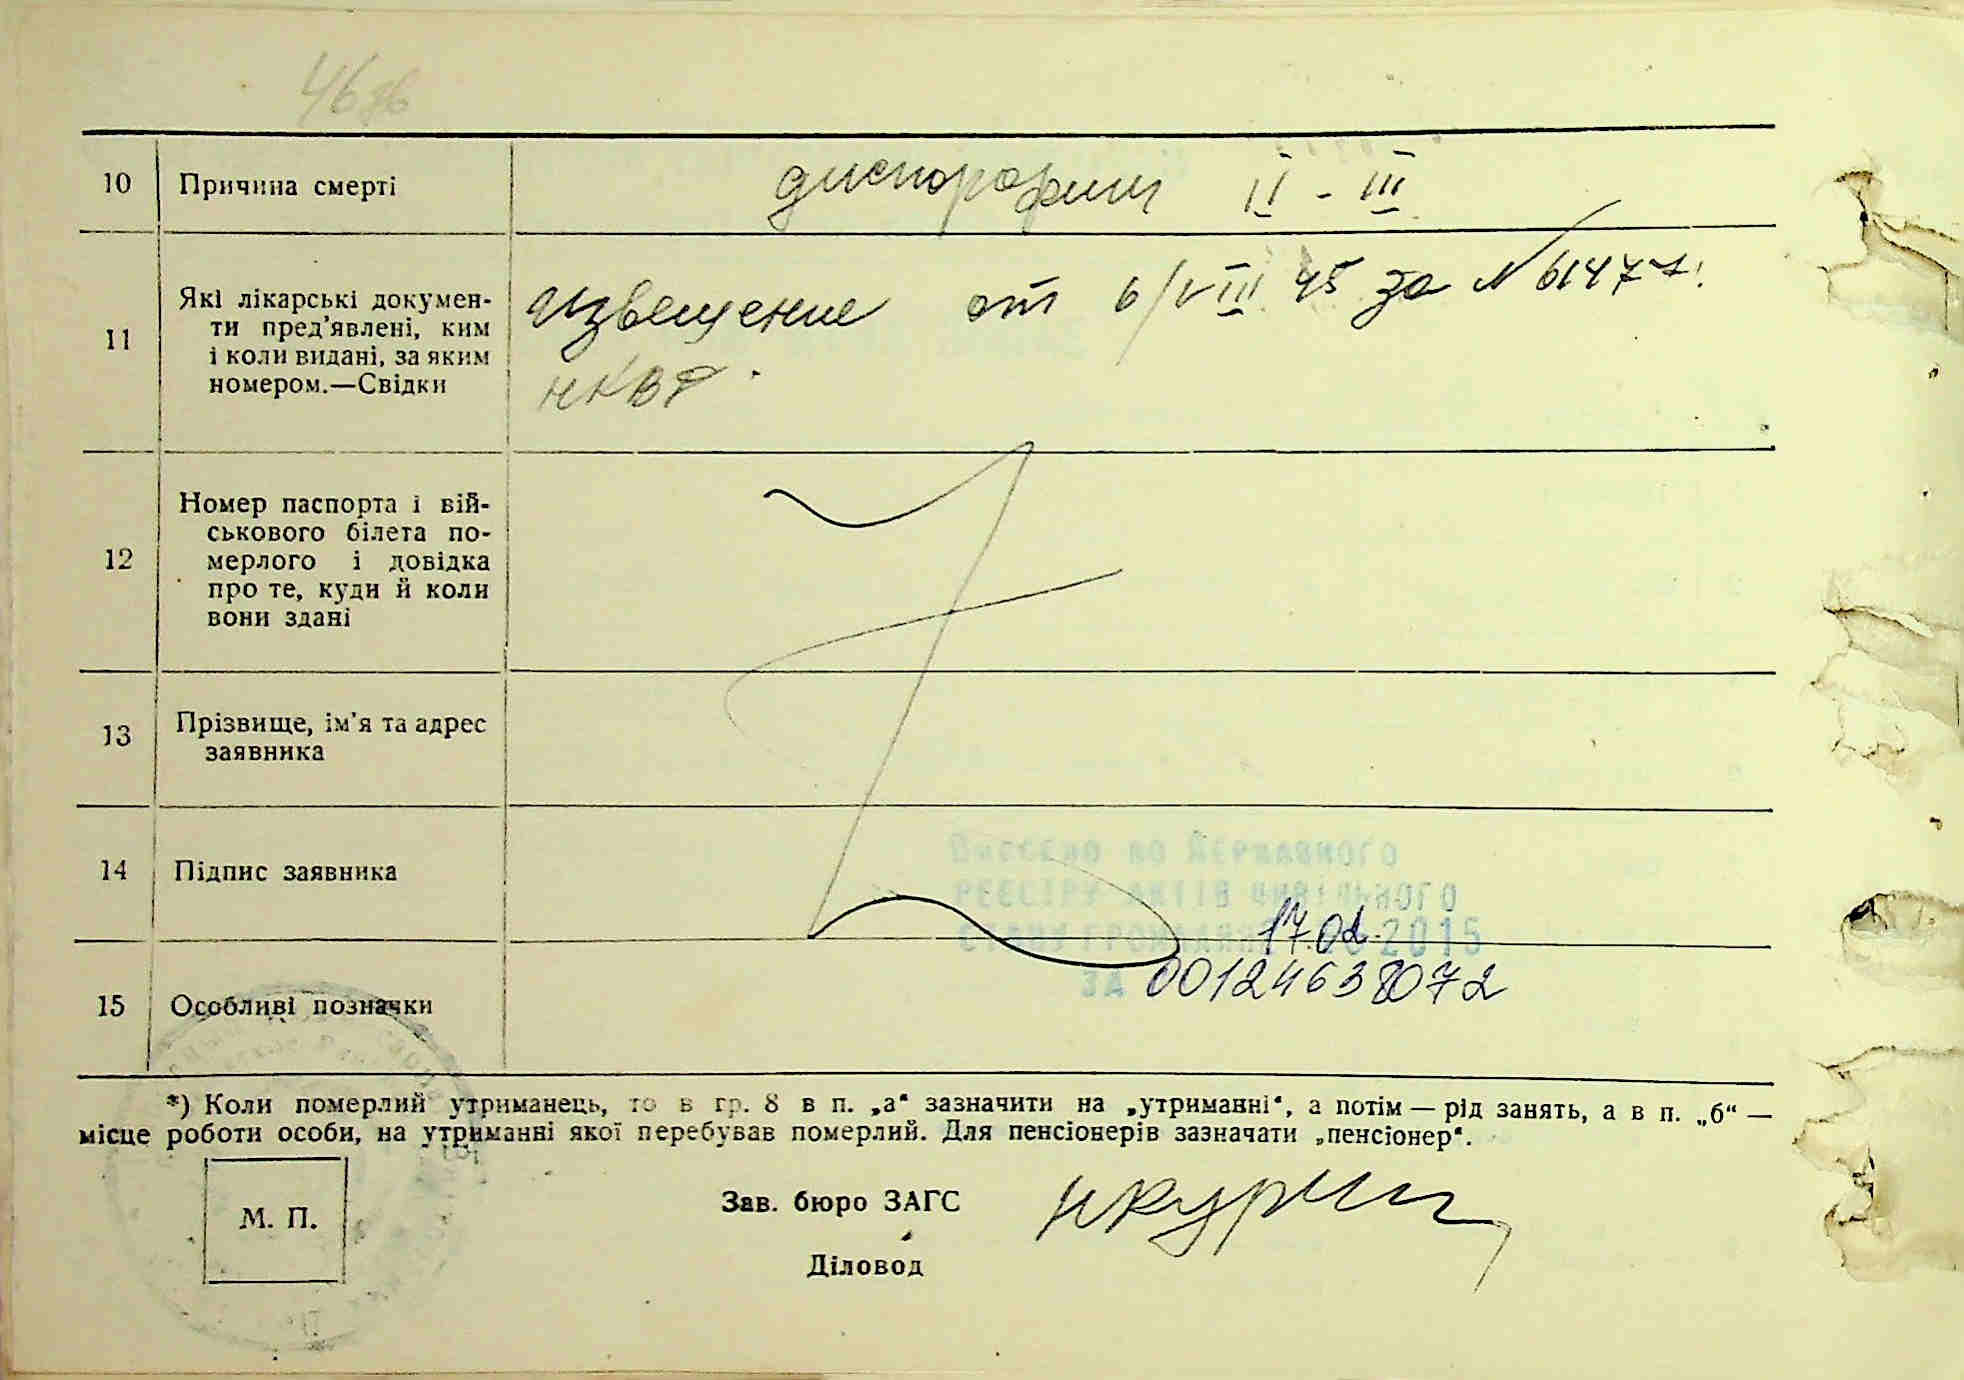 46зв
10 Причина смерті дистрофии II - III
11 Які лікарські докумен-
ти пред'явлені, ким
і коли видані, за яким
номером.—Свідки
извещение от 6/VIII 45 за № 61477.
НКВД.
12 Номер паспорта і вій-
ськового білета по-
мерлого і довідка
про те, куди й коли
вони здані
13 Прізвище, ім'я та адрес
заявника
14 Підпис заявника
Внесено до Державного
реєстру актів цивільного
стану громадян 17.02.2015
за 00124638072
15 Особливі позначки
*) Коли померлий утриманець, то в гр. 8 в п. „а“ зазначити на „утриманні“, а потім — рід занять, а в п. „б“ —
місце роботи особи, на утриманні якої перебував померлий. Для пенсіонерів зазначати „пенсіонер“.
М. П.
Зав. бюро ЗАГС
Діловод